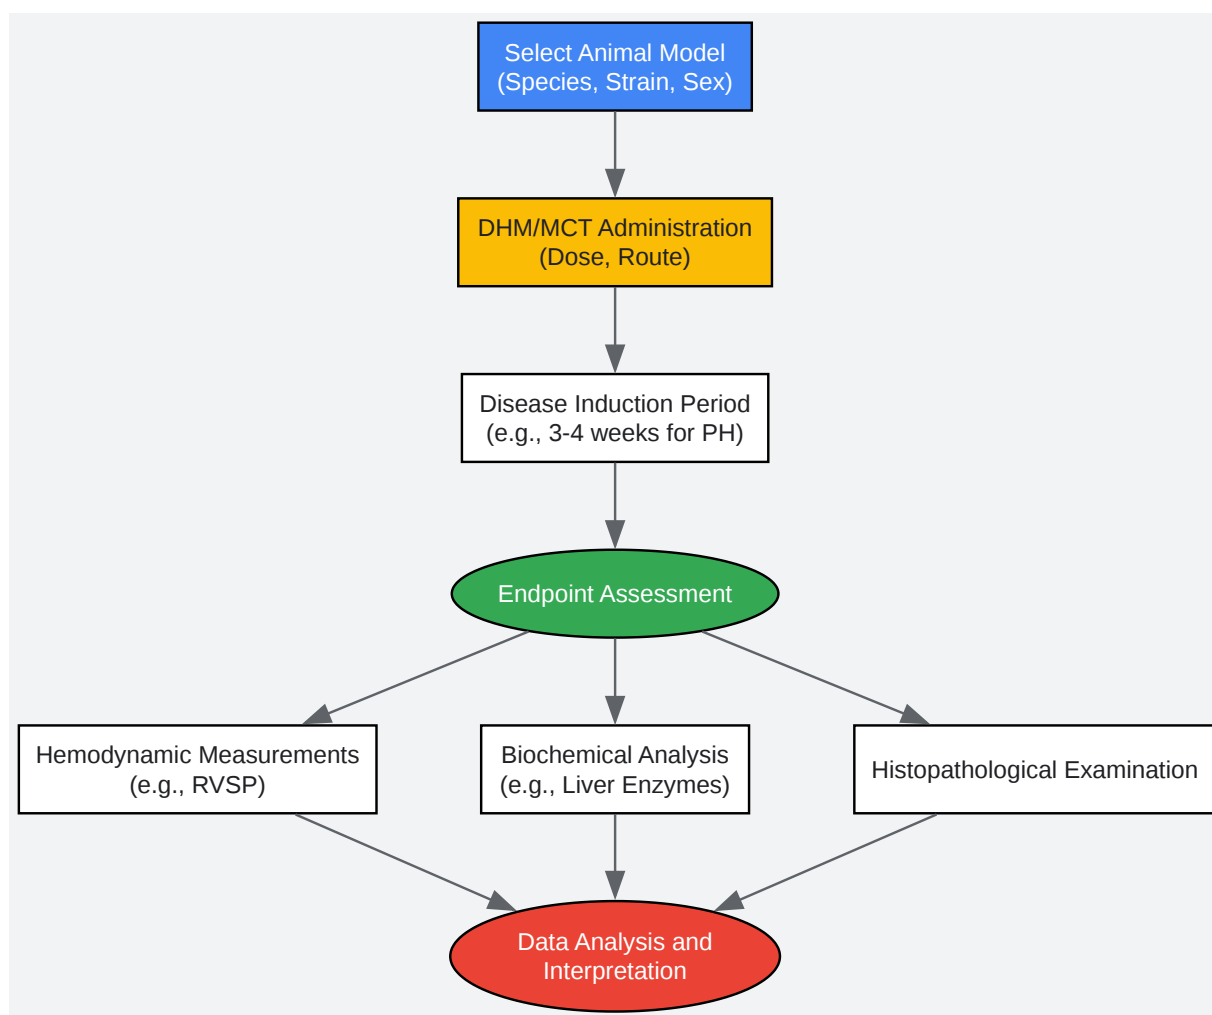 Select Animal Model
(Species, Strain, Sex)
DHM/MCT Administration
(Dose, Route)
Disease Induction Period
(e.g., 3-4 weeks for PH)
Endpoint Assessment
Hemodynamic Measurements
(e.g., RVSP)
Biochemical Analysis
(e.g., Liver Enzymes)
Histopathological Examination
Data Analysis and
Interpretation